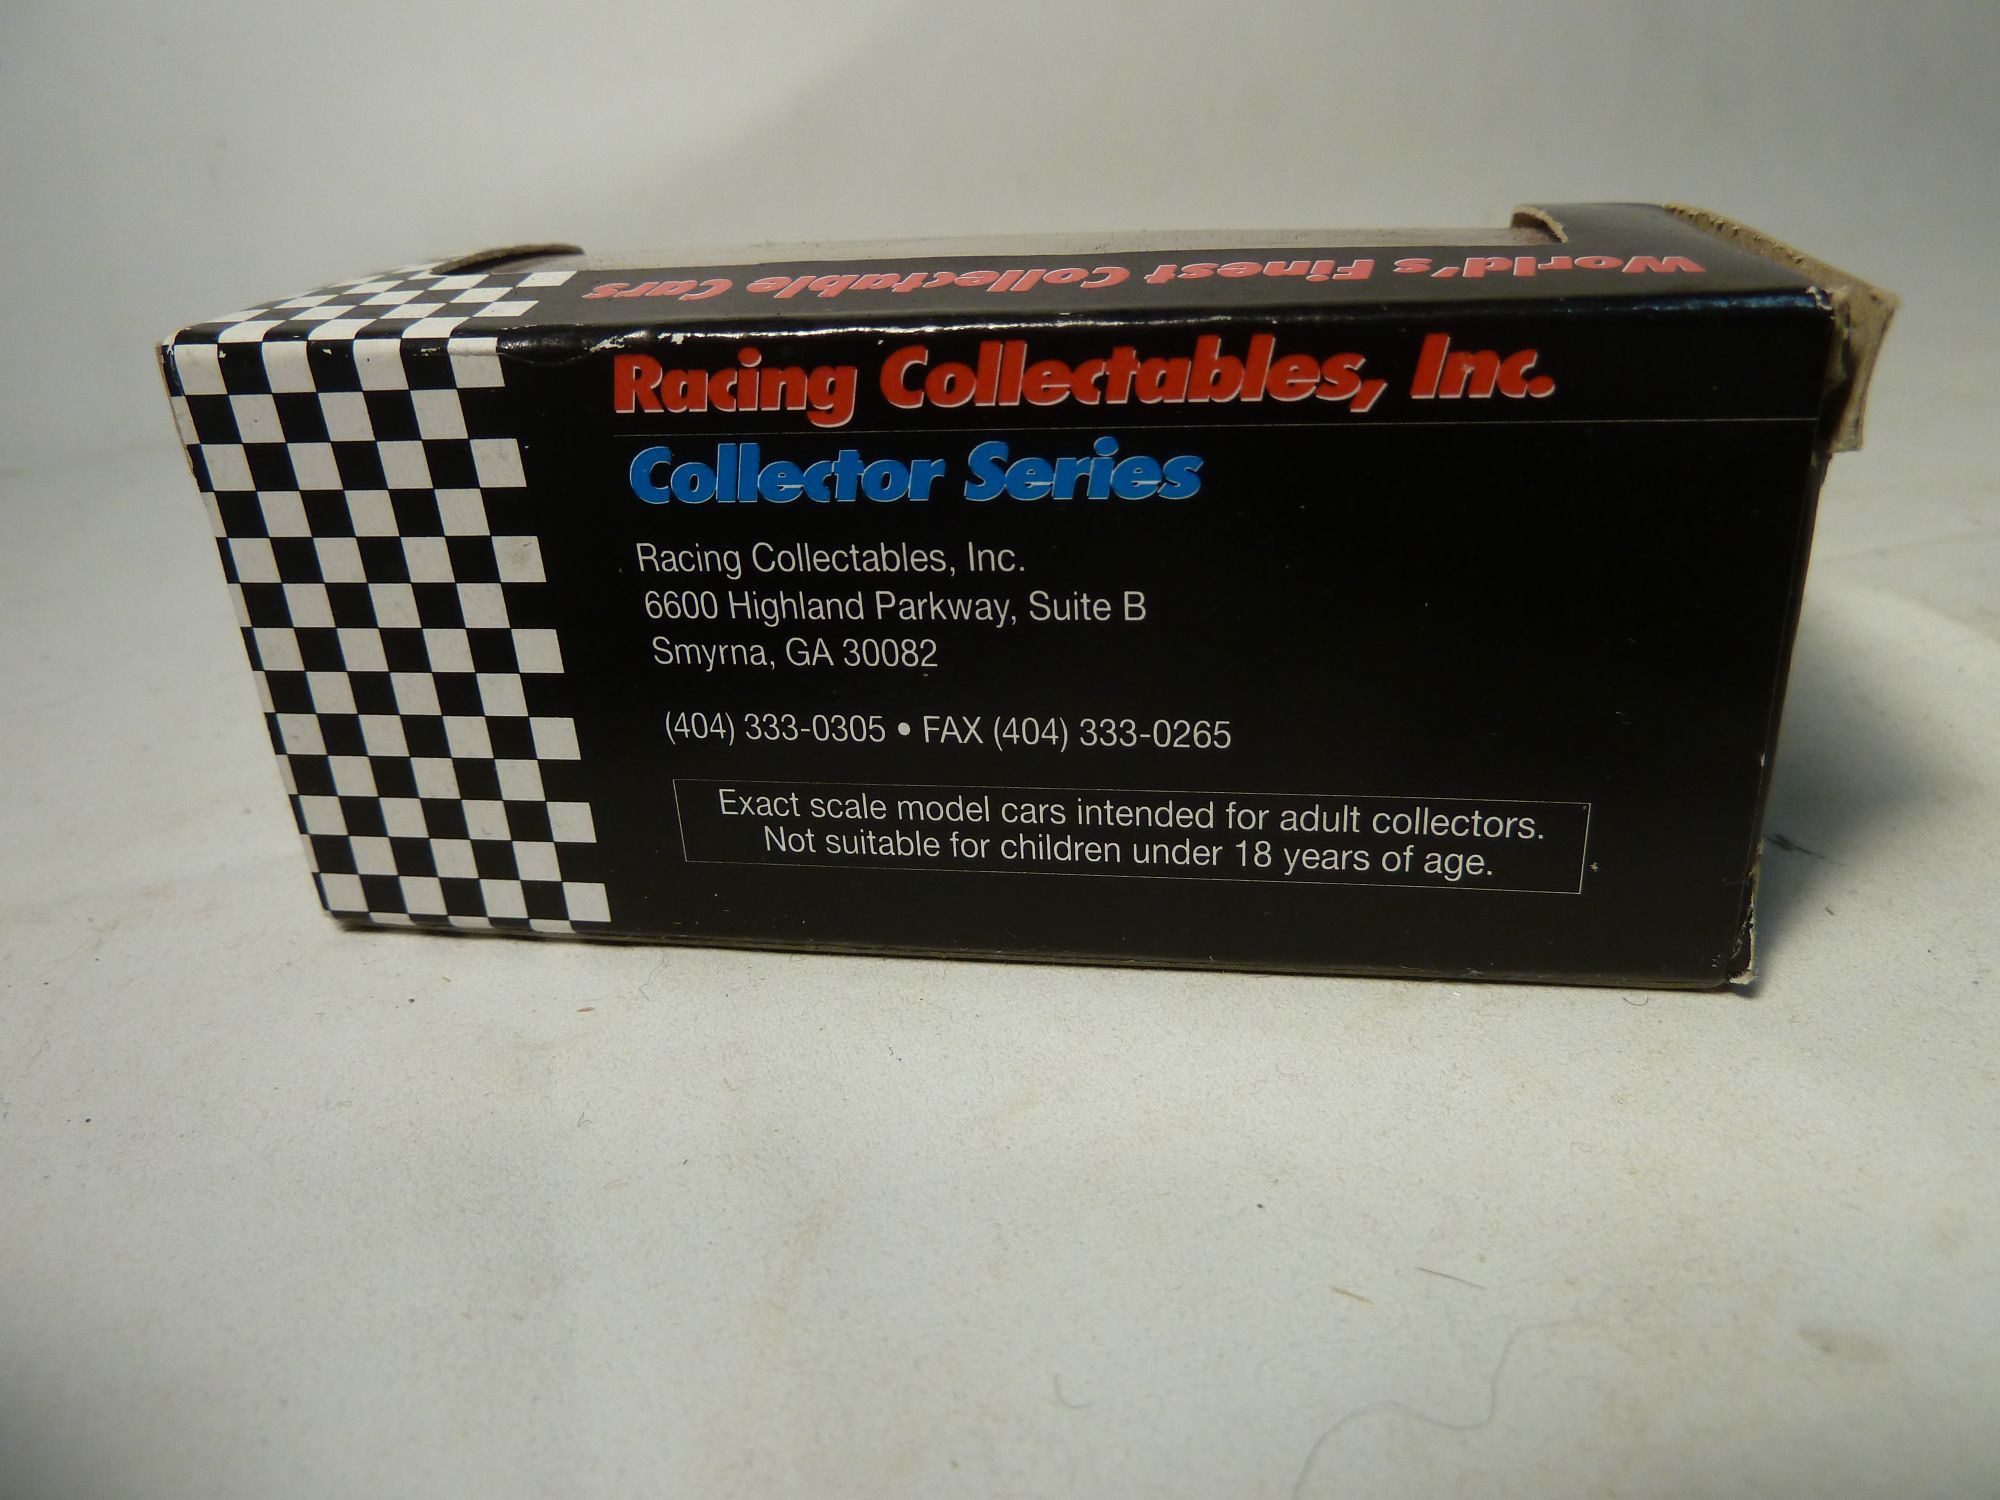 World's Finest Collectable Cars
Racing Collectables, Inc.
Collector Series
Racing Collectables, Inc.
6600 Highland Parkway, Suite B
Smyrna, GA 30082
(404) 333-0305 • FAX (404) 333-0265
Exact scale model cars intended for adult collectors.
Not suitable for children under 18 years of age.